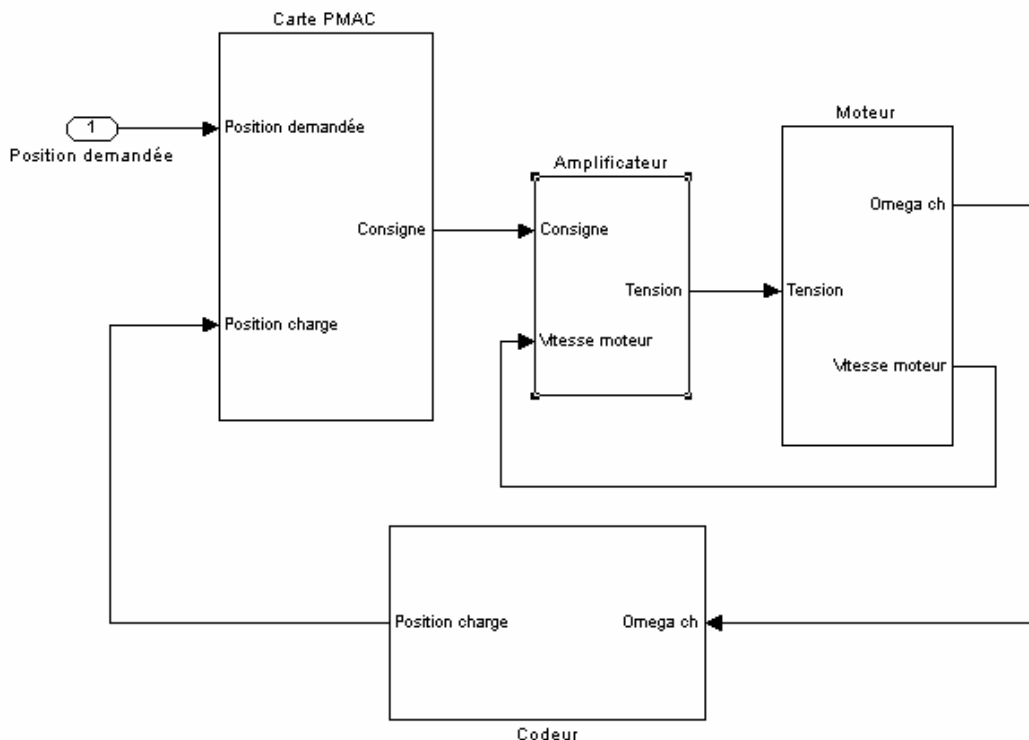 Carte PMAC
1
Position demandée
Position demandée
Consigne
Position charge
Amplificateur
Consigne
Tension
Vitesse moteur
Moteur
Omega ch
Tension
Vitesse moteur
Position charge
Omega ch
Codeur